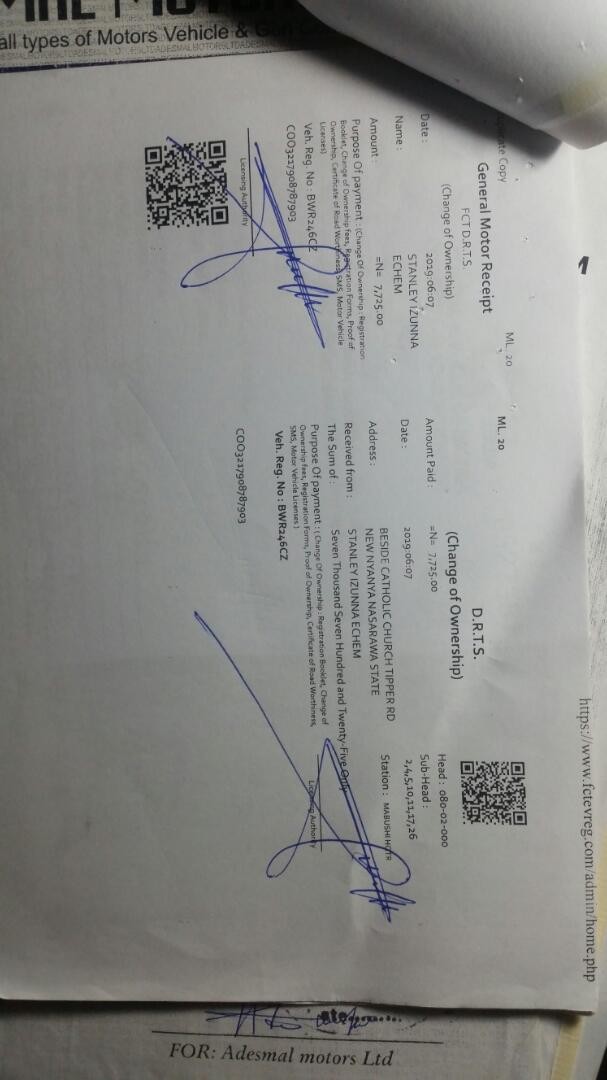 all types of Motors Vehicle &
https://www.fctevreg.com/admin/home.php
Copy
ML. 20
General Motor Receipt
FCT D.R.T.S.
(Change of Ownership)
Date : 2019:06:07
Name : STANLEY IZUNNA
ECHEM
Amount : =N= 7,725.00
Purpose Of payment : (Change Of Ownership : Registration
Booklet, Change of Ownership fees, Registration Forms, Proof of
Ownership, Certificate of Road Worthiness, SMS, Motor Vehicle
Licenses)
Veh. Reg. No : BWR246CZ
COO3217908787903
Licensing Authority
ML. 20
D.R.T.S.
(Change of Ownership)
Amount Paid : =N= 7,725.00
Head : 080-02-000
Sub-Head :
2,4,5,10,11,17,26
Date : 2019:06:07
Station : MABUSHI HQTR
Address : BESIDE CATHOLIC CHURCH TIPPER RD
NEW NYANYA NASARAWA STATE
Received from : STANLEY IZUNNA ECHEM
The Sum of : Seven Thousand Seven Hundred and Twenty-Five Only
Purpose Of payment : ( Change Of Ownership : Registration Booklet, Change of
Ownership fees, Registration Forms, Proof of Ownership, Certificate of Road Worthiness,
SMS, Motor Vehicle Licenses )
Veh. Reg. No : BWR246CZ
Licensing Authority
COO3217908787903
FOR: Adesmal motors Ltd